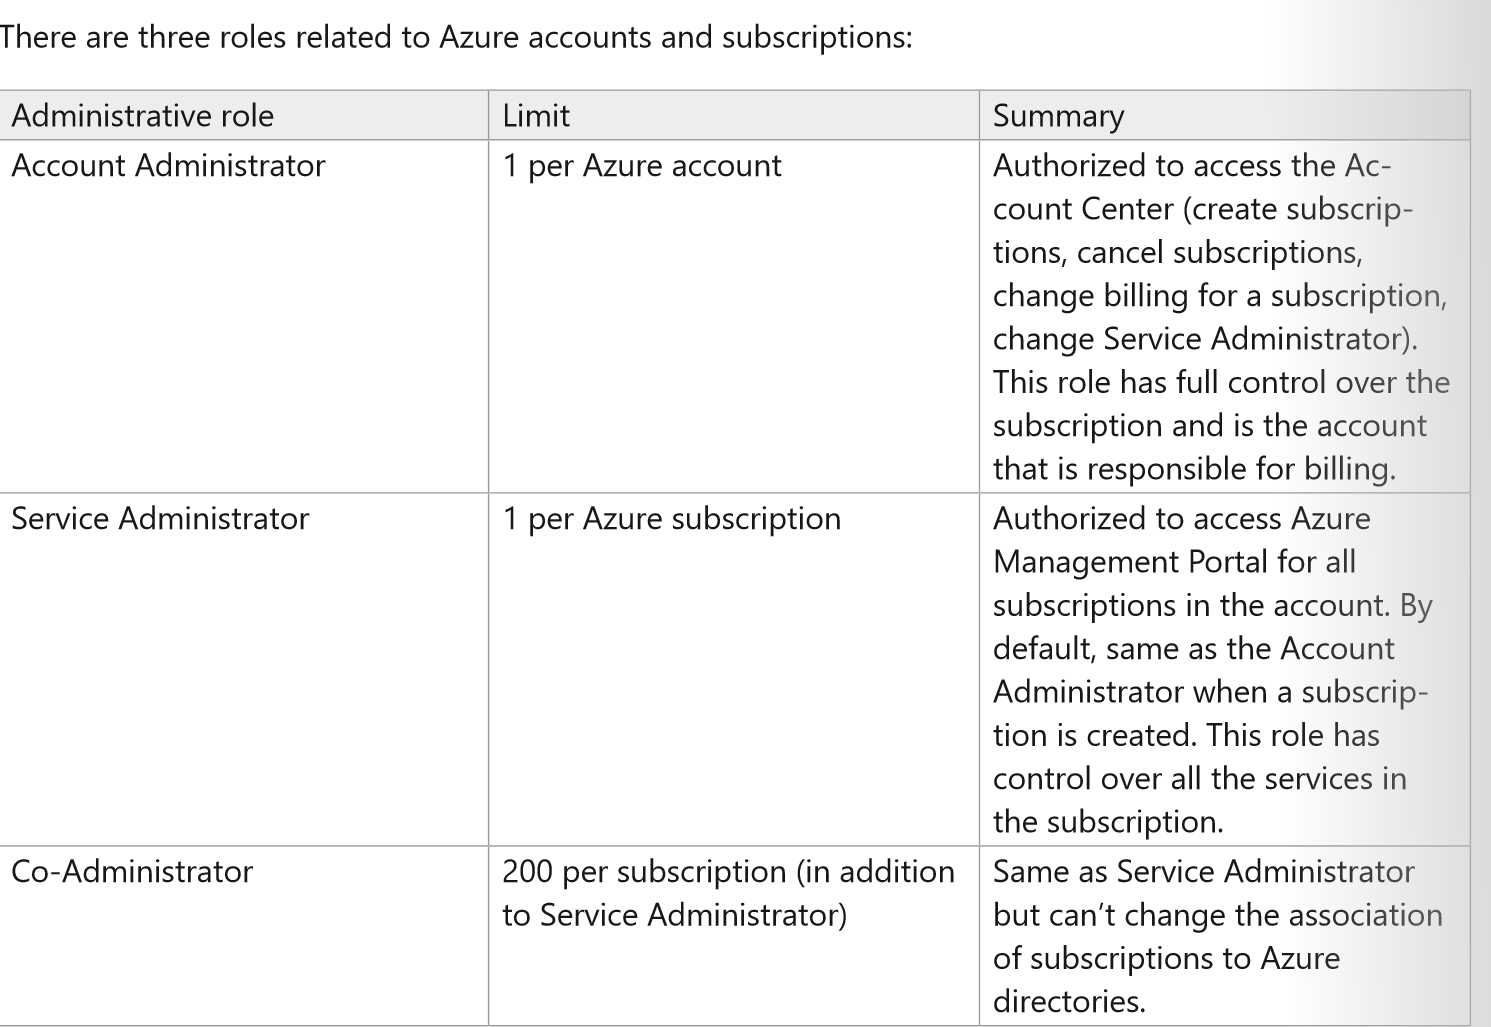 There are three roles related to Azure accounts and subscriptions:
Administrative role
Limit
Summary
Account Administrator
1 per Azure account
Authorized to access the Ac-
count Center (create subscrip-
tions, cancel subscriptions,
change billing for a subscription,
change Service Administrator).
This role has full control over the
subscription and is the account
that is responsible for billing.
Service Administrator
1 per Azure subscription
Authorized to access Azure
Management Portal for all
subscriptions in the account. By
default, same as the Account
Administrator when a subscrip-
tion is created. This role has
control over all the services in
the subscription.
Co-Administrator
200 per subscription (in addition
to Service Administrator)
Same as Service Administrator
but can’t change the association
of subscriptions to Azure
directories.